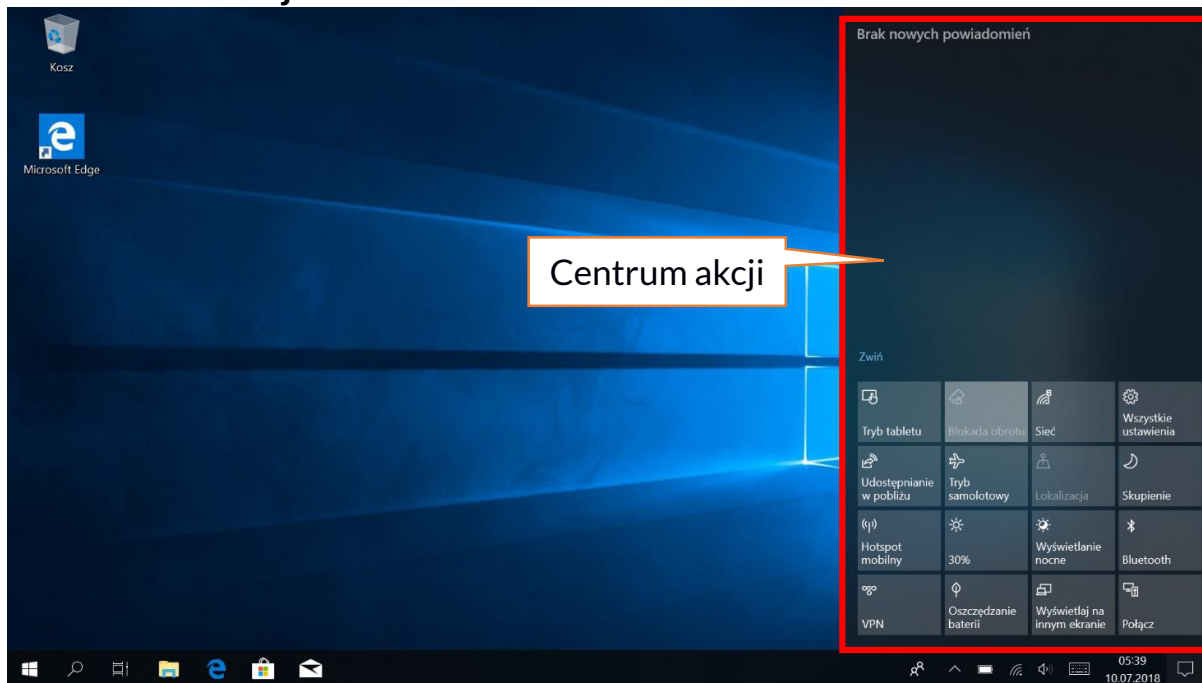 Kosz
Microsoft Edge
Brak nowych powiadomień
Centrum akcji
Zwiń
Tryb tabletu
Blokada obrotu
Sieć
Wszystkie
ustawienia
Udostępnianie
w pobliżu
Tryb
samolotowy
Lokalizacja
Skupienie
Hotspot
mobilny
30%
Wyświetlanie
nocne
Bluetooth
VPN
Oszczędzanie
baterii
Wyświetlaj na
innym ekranie
Połącz
05:39
10.07.2018